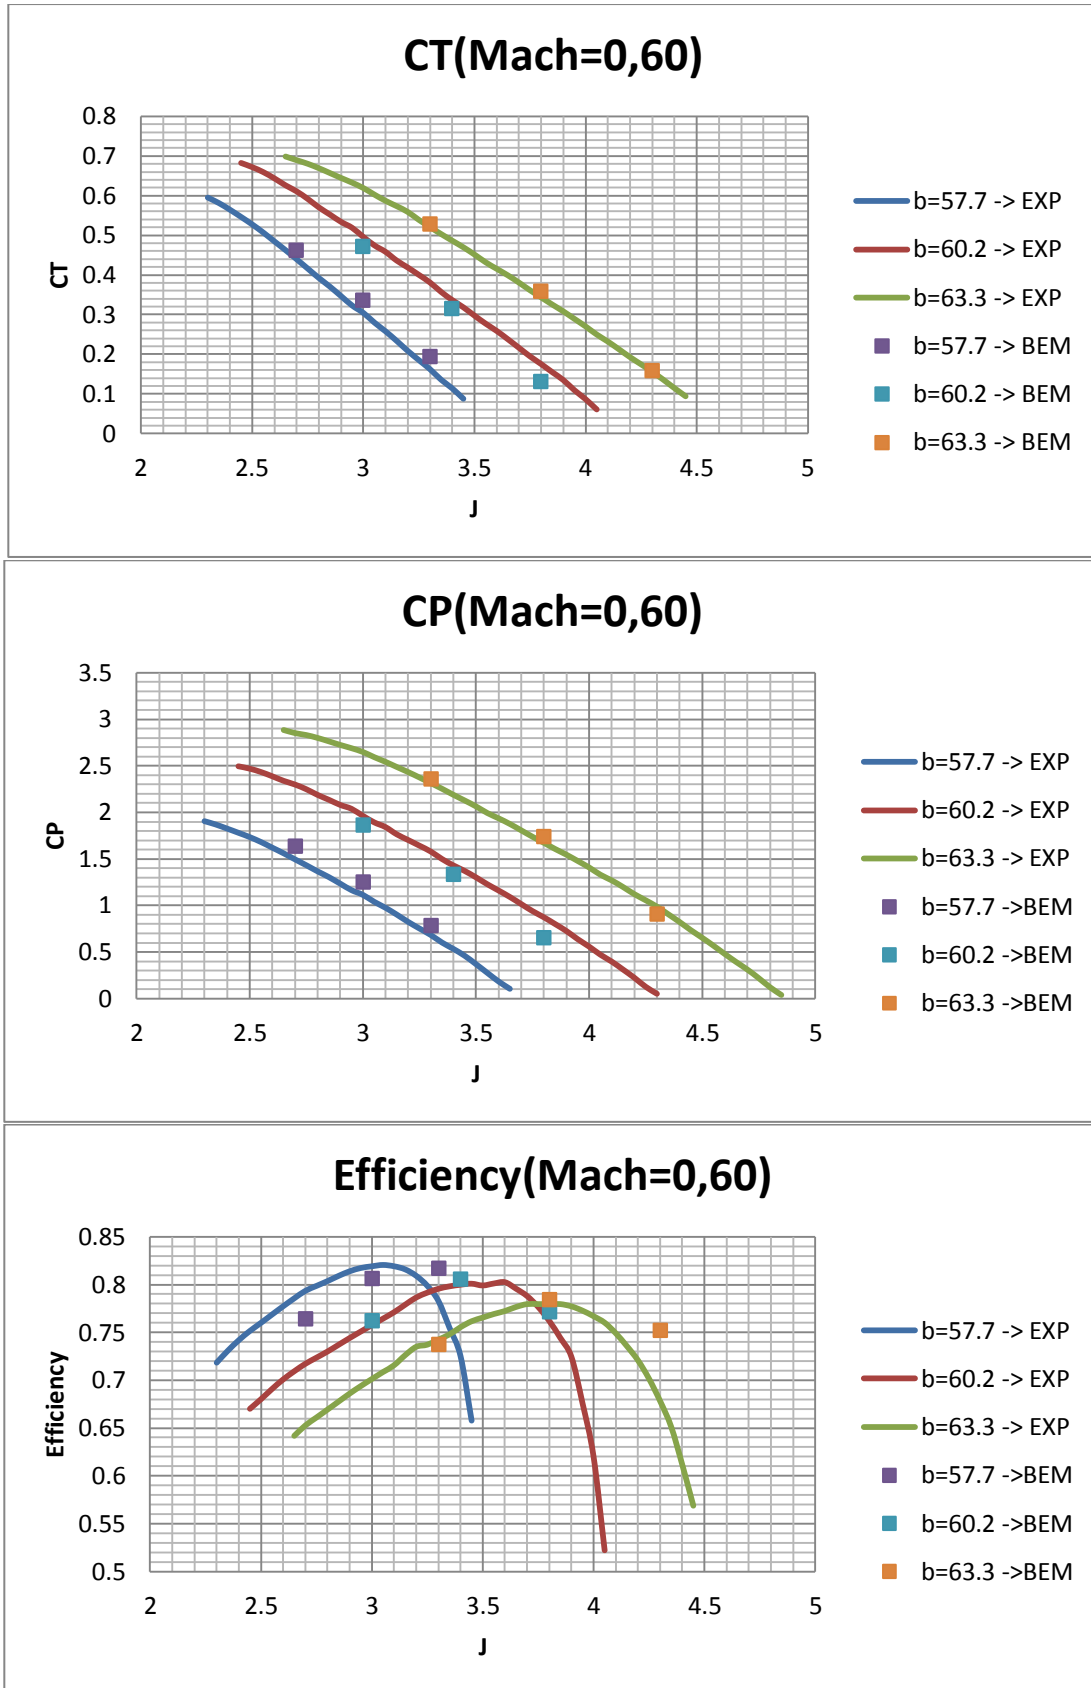 CT(Mach=0,60)
0.8
0.7
0.6
0.5
0.4
0.3
0.2
0.1
0
CT
2
2.5
3
3.5
4
4.5
5
J
b=57.7 -> EXP
b=60.2 -> EXP
b=63.3 -> EXP
b=57.7 -> BEM
b=60.2 -> BEM
b=63.3 -> BEM
CP(Mach=0,60)
3.5
3
2.5
2
1.5
1
0.5
0
CP
2
2.5
3
3.5
4
4.5
5
J
b=57.7 -> EXP
b=60.2 -> EXP
b=63.3 -> EXP
b=57.7 ->BEM
b=60.2 ->BEM
b=63.3 ->BEM
Efficiency(Mach=0,60)
0.85
0.8
0.75
0.7
0.65
0.6
0.55
0.5
Efficiency
2
2.5
3
3.5
4
4.5
5
J
b=57.7 -> EXP
b=60.2 -> EXP
b=63.3 -> EXP
b=57.7 ->BEM
b=60.2 ->BEM
b=63.3 ->BEM